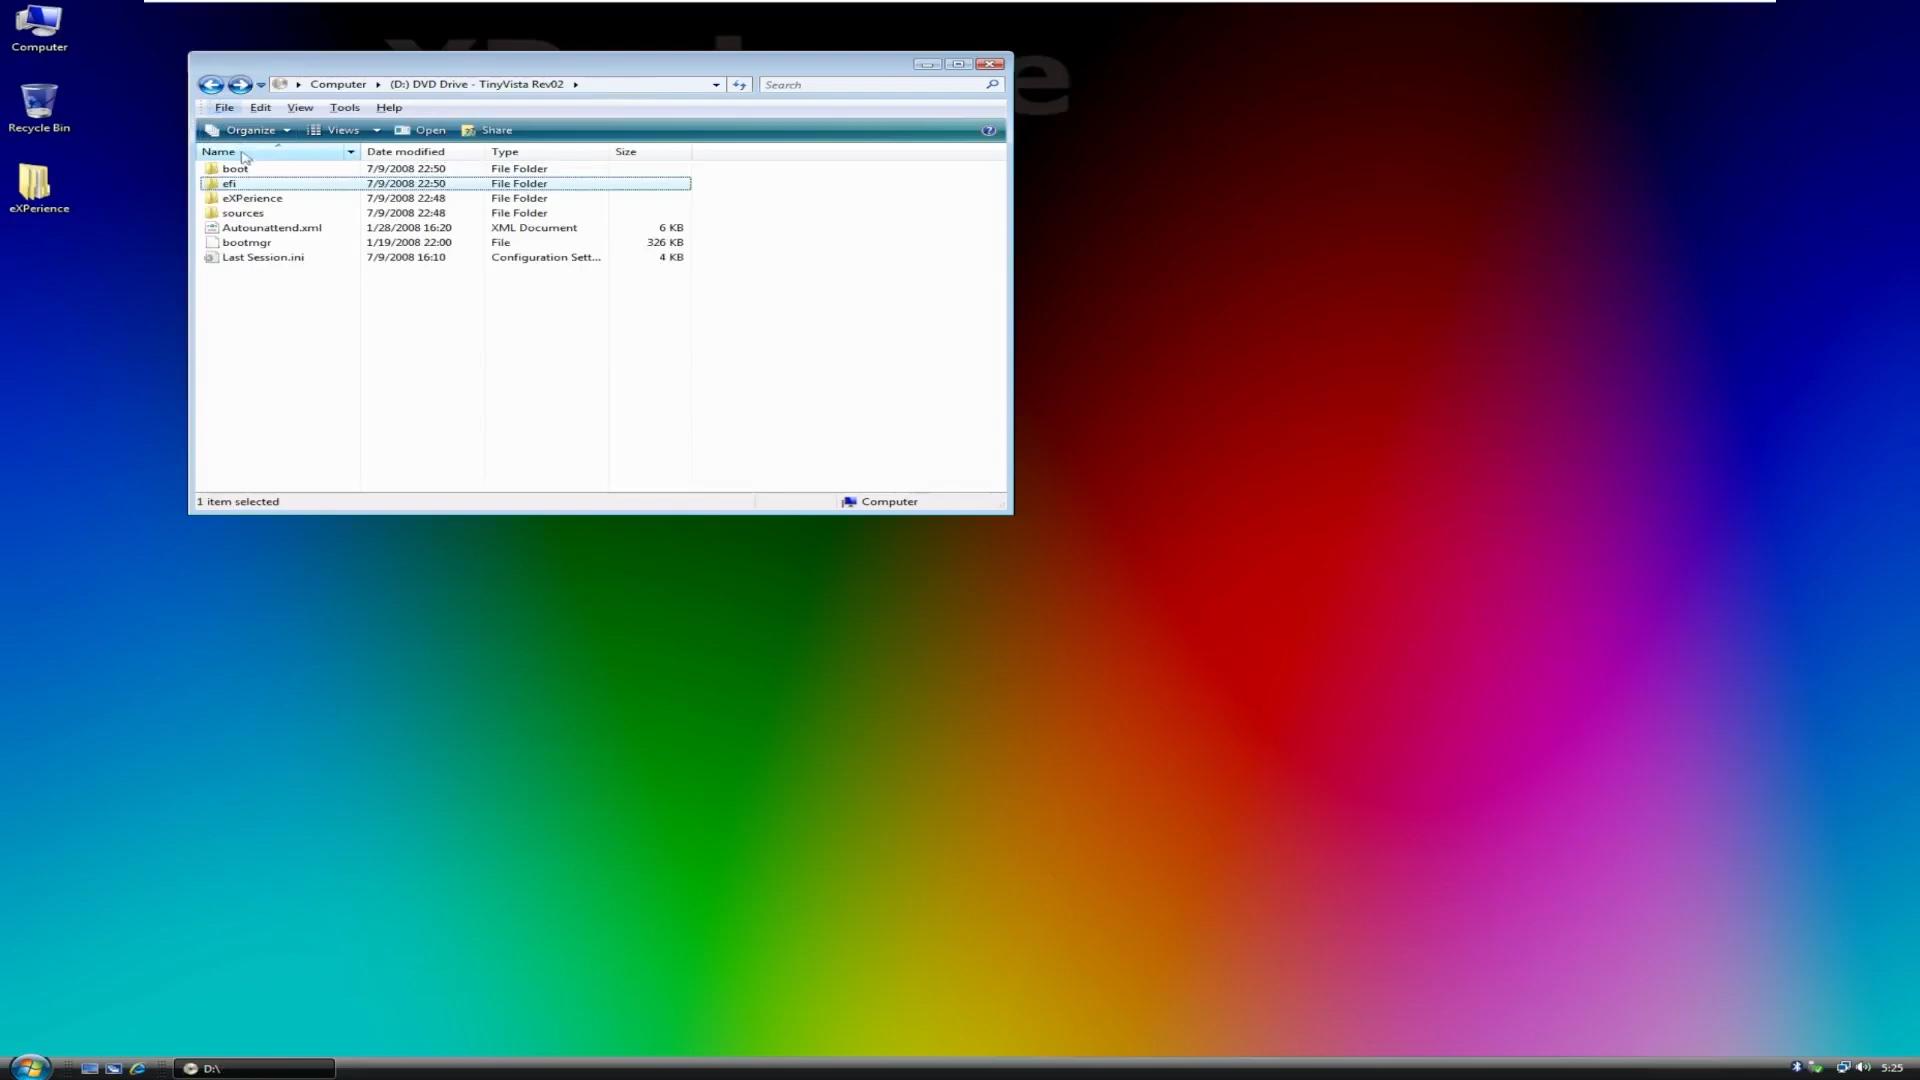 Computer
Recycle Bin
eXPerience
Computer (D:) DVD Drive - TinyVista Rev02 Search
File Edit View Tools Help
Organize Views Open Share
Name Date modified Type Size
boot 7/9/2008 22:50 File Folder
efi 7/9/2008 22:50 File Folder
eXPerience 7/9/2008 22:48 File Folder
sources 7/9/2008 22:48 File Folder
Autounattend.xml 1/28/2008 16:20 XML Document 6 KB
bootmgr 1/19/2008 22:00 File 326 KB
Last Session.ini 7/9/2008 16:10 Configuration Sett... 4 KB
1 item selected Computer
D:\ 5:25